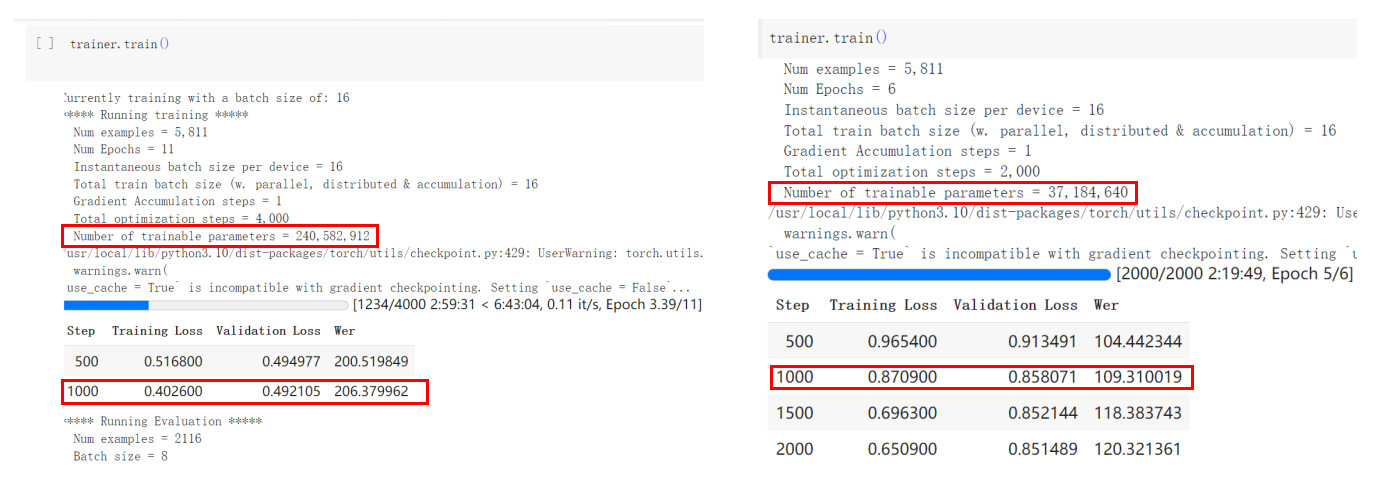 [ ] trainer.train()
Currently training with a batch size of: 16
***** Running training *****
Num examples = 5,811
Num Epochs = 11
Instantaneous batch size per device = 16
Total train batch size (w. parallel, distributed & accumulation) = 16
Gradient Accumulation steps = 1
Total optimization steps = 4,000
Number of trainable parameters = 240,582,912
/usr/local/lib/python3.10/dist-packages/torch/utils/checkpoint.py:429: UserWarning: torch.utils.
warnings.warn(
`use_cache = True` is incompatible with gradient checkpointing. Setting `use_cache = False`...
[1234/4000 2:59:31 < 6:43:04, 0.11 it/s, Epoch 3.39/11]
Step Training Loss Validation Loss Wer
500 0.516800 0.494977 200.519849
1000 0.402600 0.492105 206.379962
***** Running Evaluation *****
Num examples = 2116
Batch size = 8
trainer.train()
Num examples = 5,811
Num Epochs = 6
Instantaneous batch size per device = 16
Total train batch size (w. parallel, distributed & accumulation) = 16
Gradient Accumulation steps = 1
Total optimization steps = 2,000
Number of trainable parameters = 37,184,640
/usr/local/lib/python3.10/dist-packages/torch/utils/checkpoint.py:429: Use
warnings.warn(
`use_cache = True` is incompatible with gradient checkpointing. Setting `u
[2000/2000 2:19:49, Epoch 5/6]
Step Training Loss Validation Loss Wer
500 0.965400 0.913491 104.442344
1000 0.870900 0.858071 109.310019
1500 0.696300 0.852144 118.383743
2000 0.650900 0.851489 120.321361